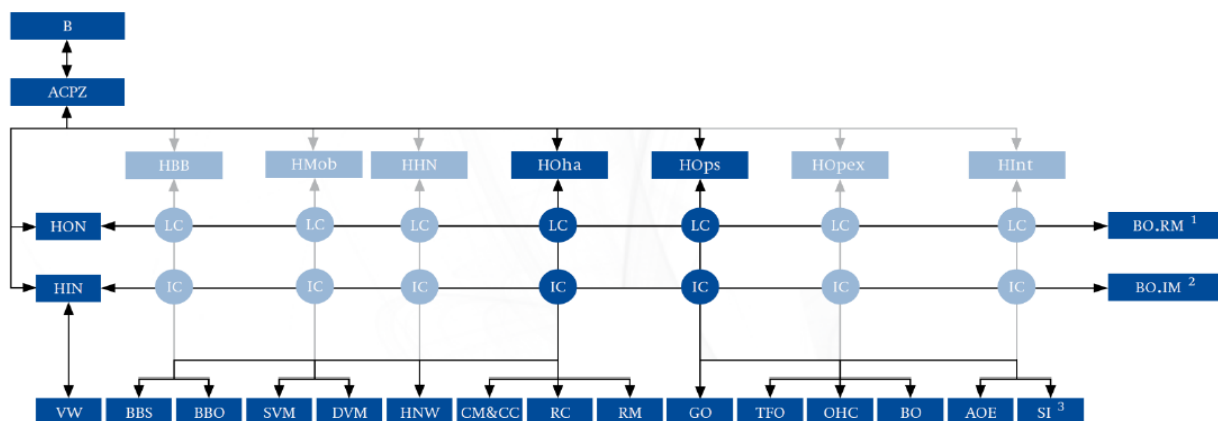 B
ACPZ
HBB HMob HHN HOha HOps HOpex HInt
HON LC LC LC LC LC LC LC BO.RM 1
HIN IC IC IC IC IC IC IC BO.IM 2
VW BBS BBO SVM DVM HNW CM&CC RC RM GO TFO OHC BO AOE SI 3